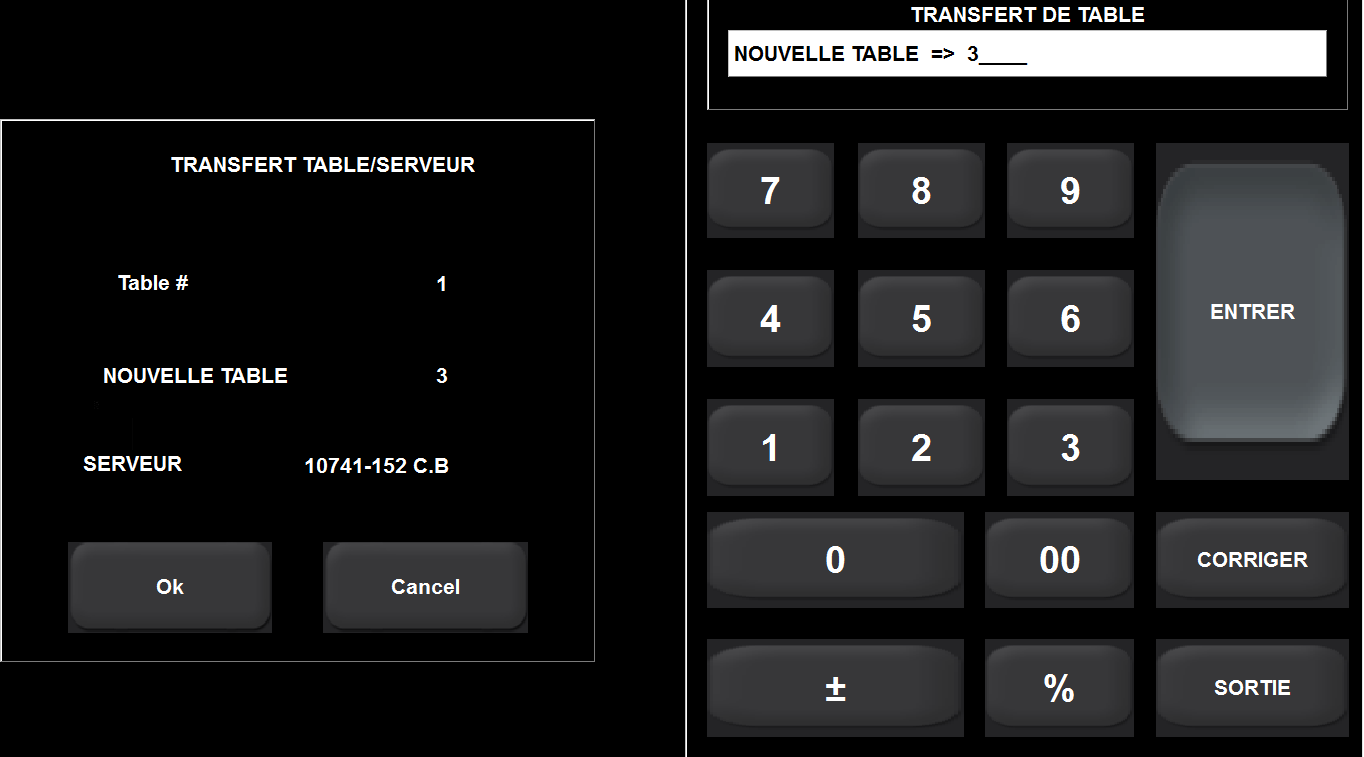 TRANSFERT TABLE/SERVEUR
Table # 1
NOUVELLE TABLE 3
SERVEUR 10741-152 C.B
Ok Cancel
TRANSFERT DE TABLE
NOUVELLE TABLE => 3____
7 8 9
4 5 6 ENTRER
1 2 3
0 00 CORRIGER
± % SORTIE